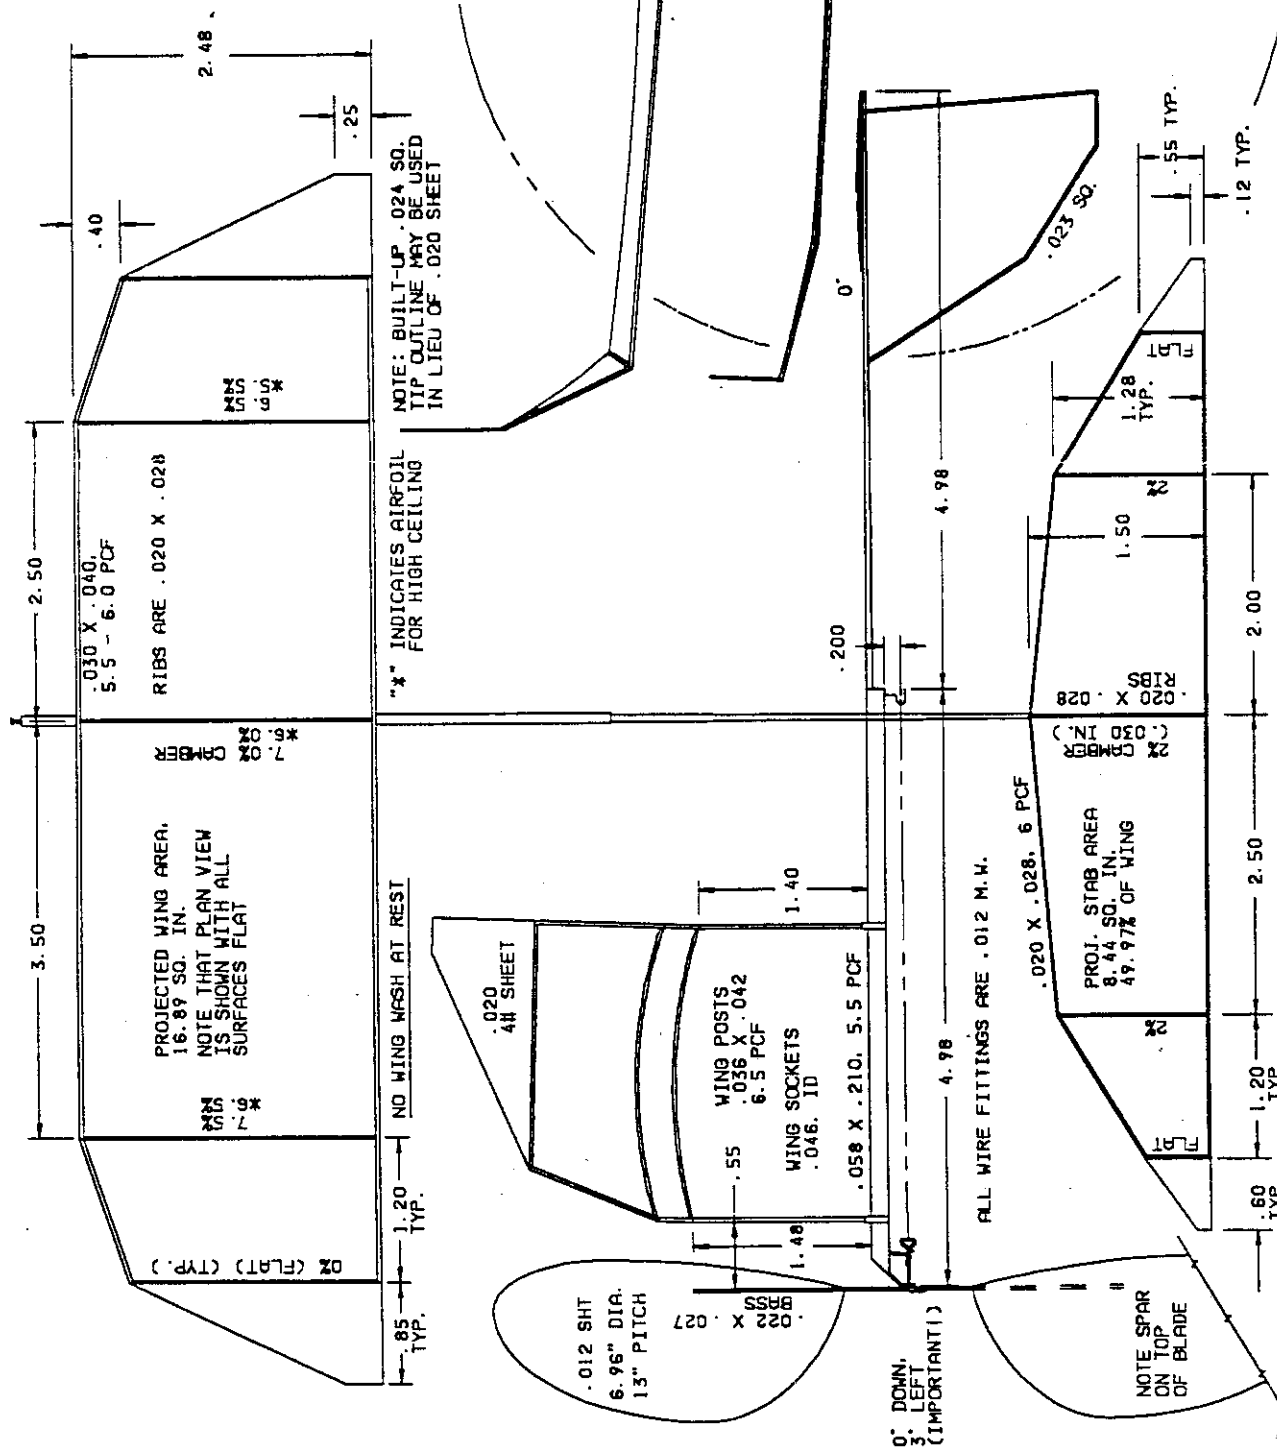 2.48
.25
.40
NOTE: BUILT-UP .024 SQ.
TIP OUTLINE MAY BE USED
IN LIEU OF .020 SHEET
6.5%
*5.5%
2.50
.030 X .040,
5.5 - 6.0 PCF
RIBS ARE .020 X .028
"*" INDICATES AIRFOIL
FOR HIGH CEILING
7.0% CAMBER
*6.0%
3.50
PROJECTED WING AREA,
16.89 SQ. IN.
NOTE THAT PLAN VIEW
IS SHOWN WITH ALL
SURFACES FLAT
7.5%
*6.5%
NO WING WASH AT REST
0% (FLAT) (TYP.)
1.20
TYP.
.85
TYP.
.020
4# SHEET
1.40
WING POSTS
.036 X .042
6.5 PCF
WING SOCKETS
.046, ID
.55
1.48
.058 X .210, 5.5 PCF
.022 X .027
BASS
.012 SHT
6.96" DIA.
13" PITCH
0° DOWN,
3° LEFT
(IMPORTANT!)
NOTE SPAR
ON TOP
OF BLADE
4.98
4.98
.200
0°
.023 SQ.
ALL WIRE FITTINGS ARE .012 M.W.
.55 TYP.
.12 TYP.
FLAT
1.28
TYP.
2%
1.50
2.00
.020 X .028
RIBS
2% CAMBER
(.030 IN.)
.020 X .028, 6 PCF
PROJ. STAB AREA
8.44 SQ. IN.
49.97% OF WING
2.50
2%
1.20
TYP
FLAT
.60
TYP